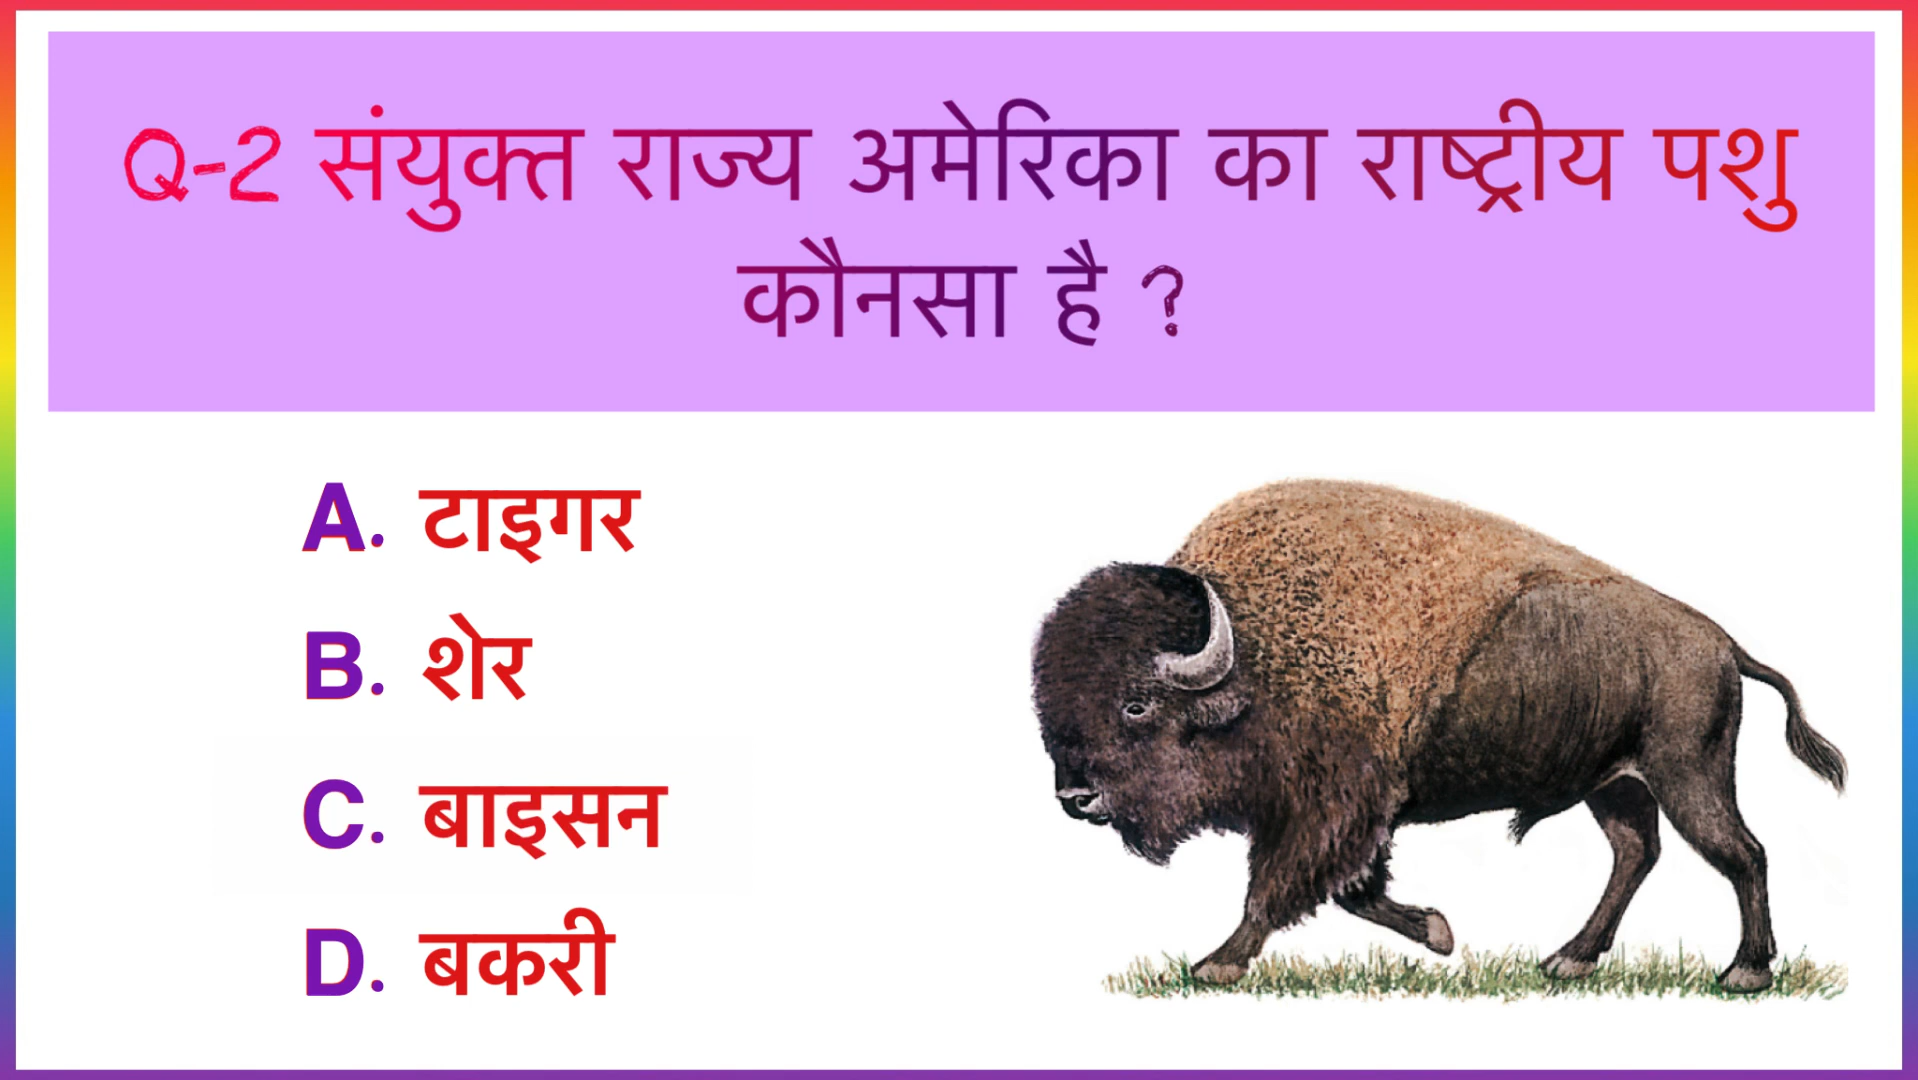 Q-2 संयुक्त राज्य अमेरिका का राष्ट्रीय पशु
कौनसा है ?
A. टाइगर
B. शेर
C. बाइसन
D. बकरी